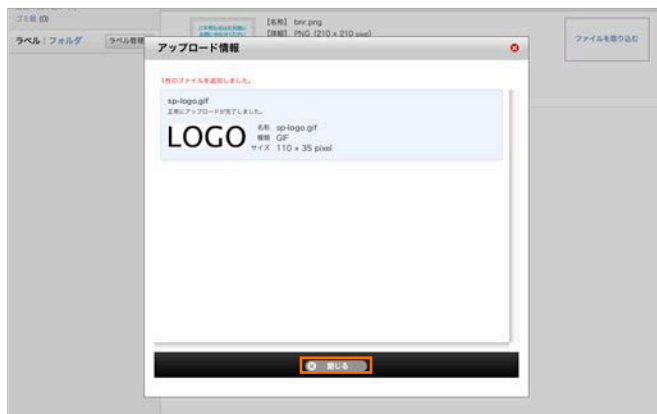 ゴミ箱 (0)
ラベル | フォルダ
ラベル管理
【名称】 bnr.png
【詳細】 PNG (210 x 210 pixel)
ファイルを取り込む
アップロード情報
1枚のファイルを追加しました。
sp-logo.gif
正常にアップロードが完了しました。
LOGO
名称 sp-logo.gif
種類 GIF
サイズ 110 × 35 pixel
閉じる